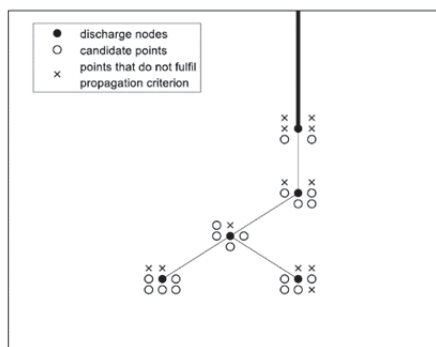 discharge nodes
candidate points
points that do not fulfil
propagation criterion